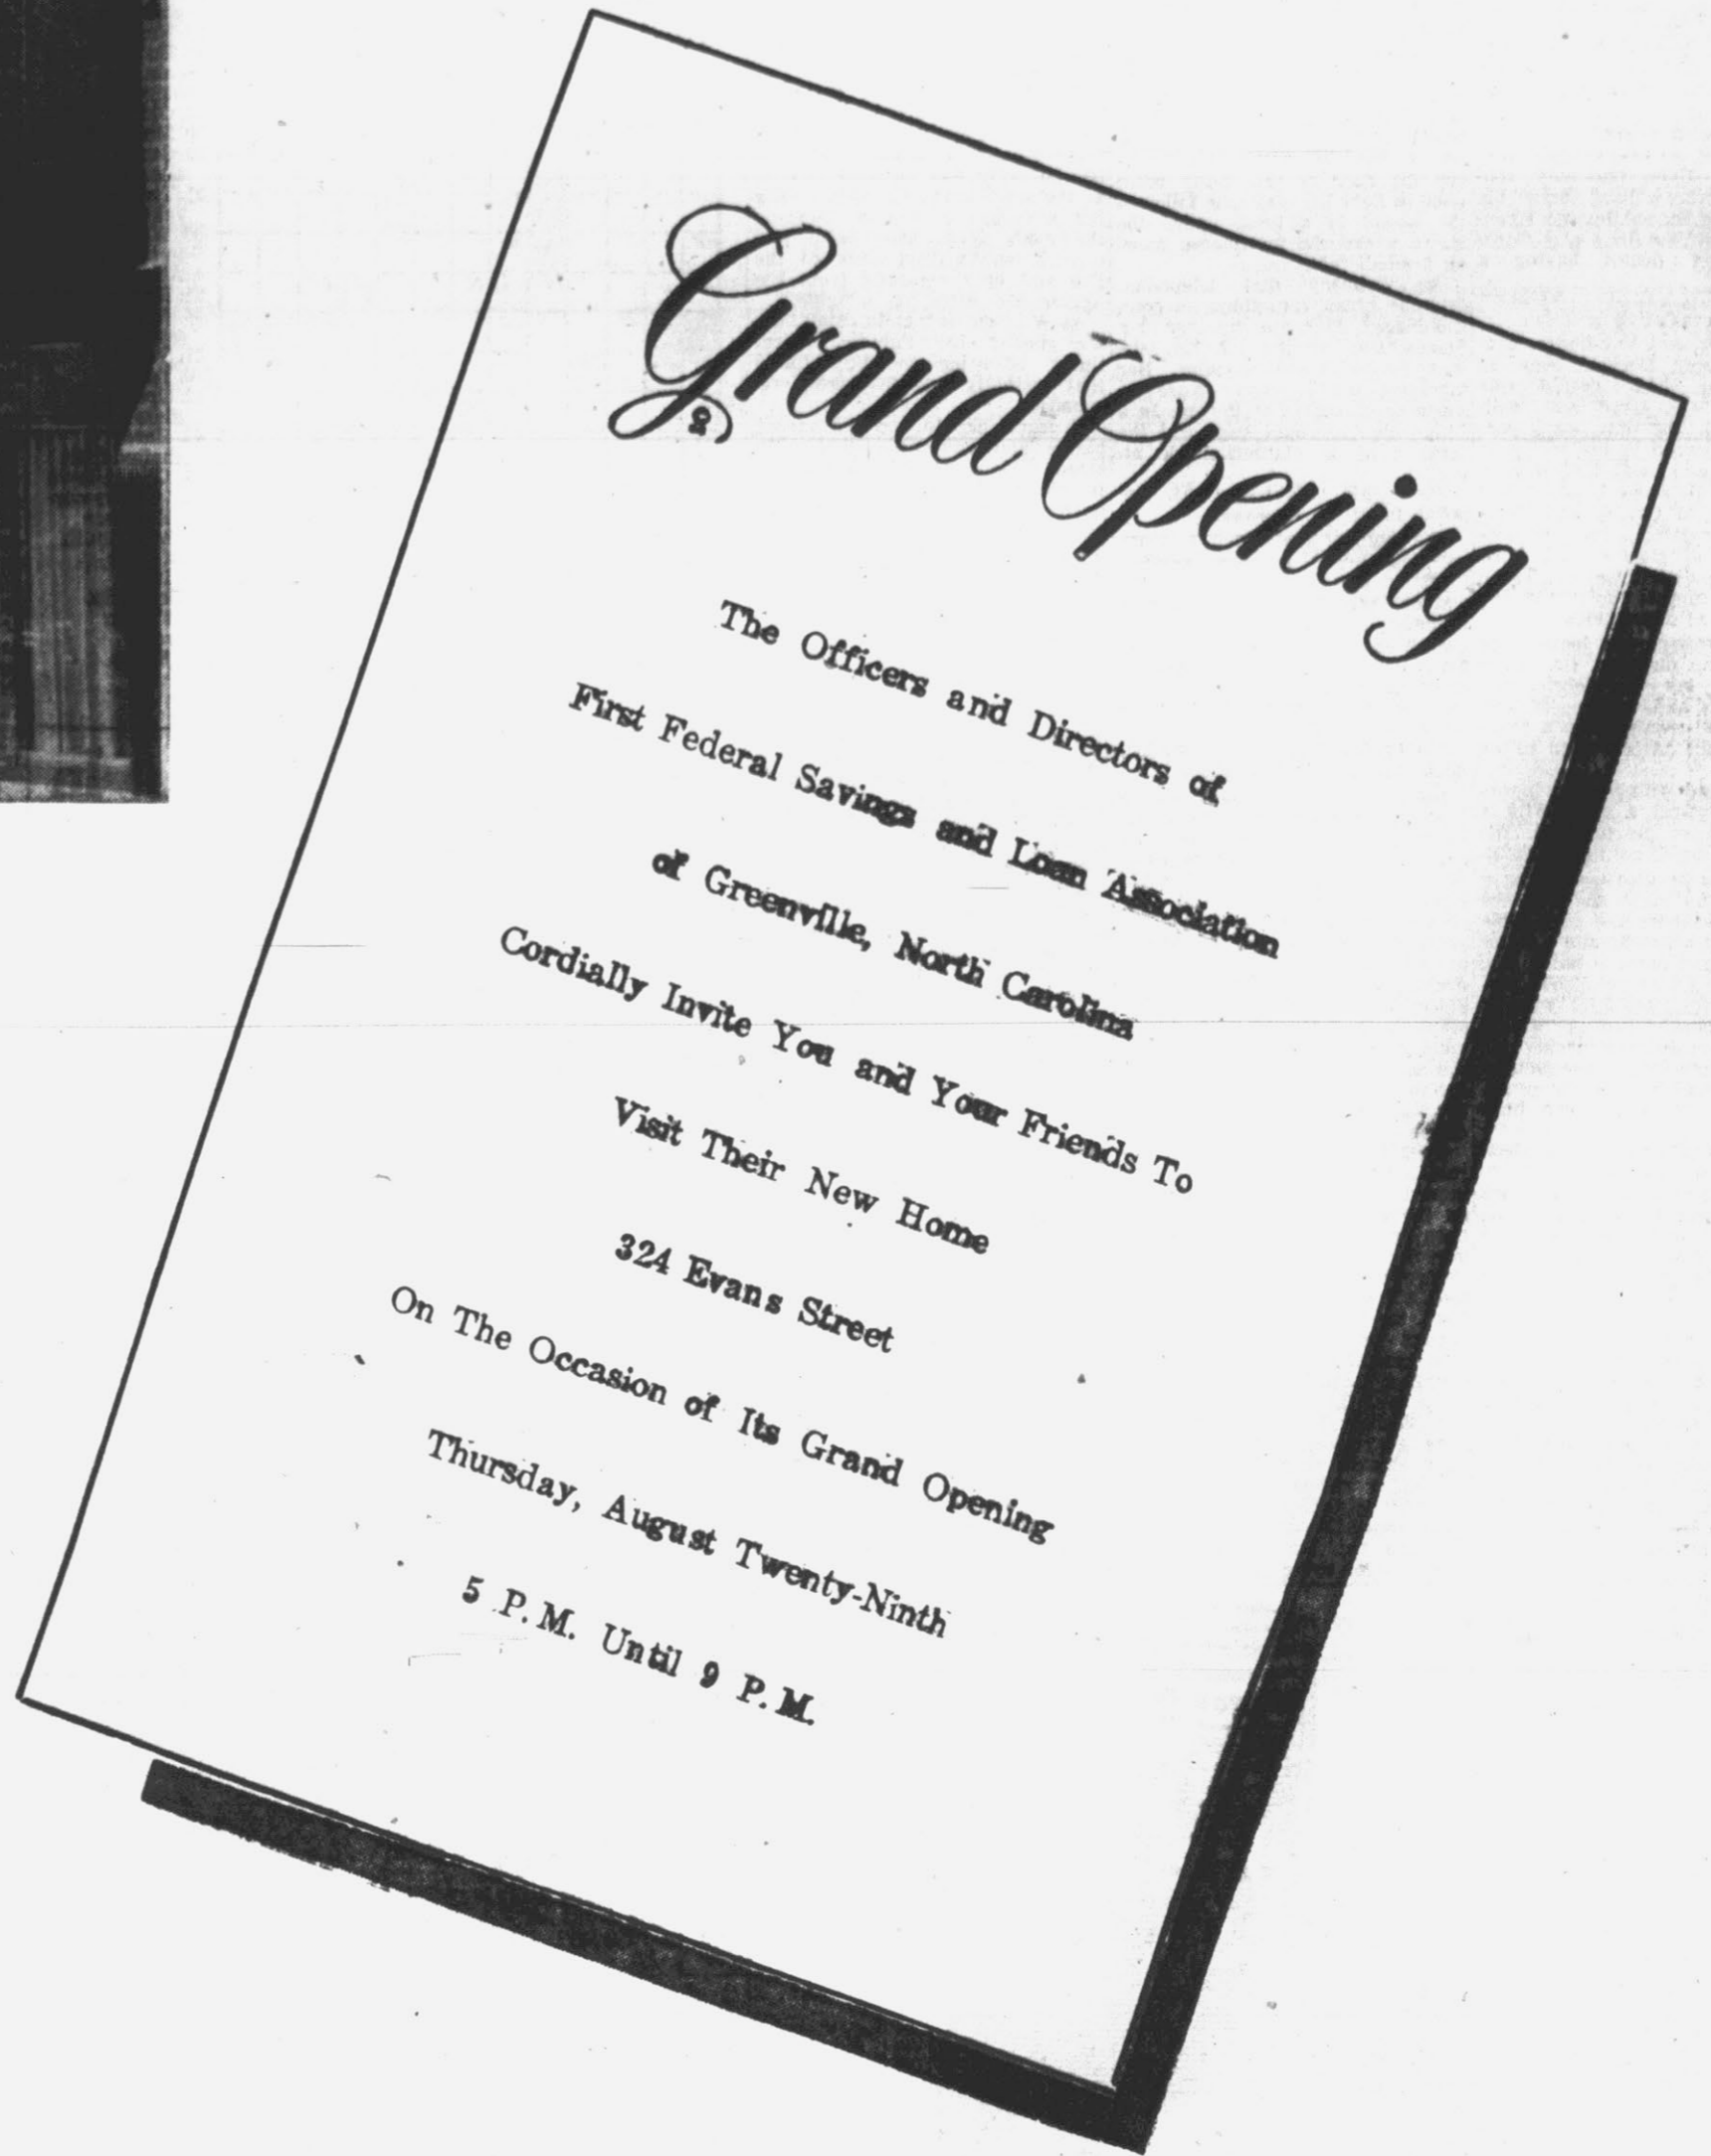 Grand Opening
The Officers and Directors of
First Federal Savings and Loan Association
of Greenville, North Carolina
Cordially Invite You and Your Friends To
Visit Their New Home
324 Evans Street
On The Occasion of Its Grand Opening
Thursday, August Twenty-Ninth
5 P.M. Until 9 P.M.